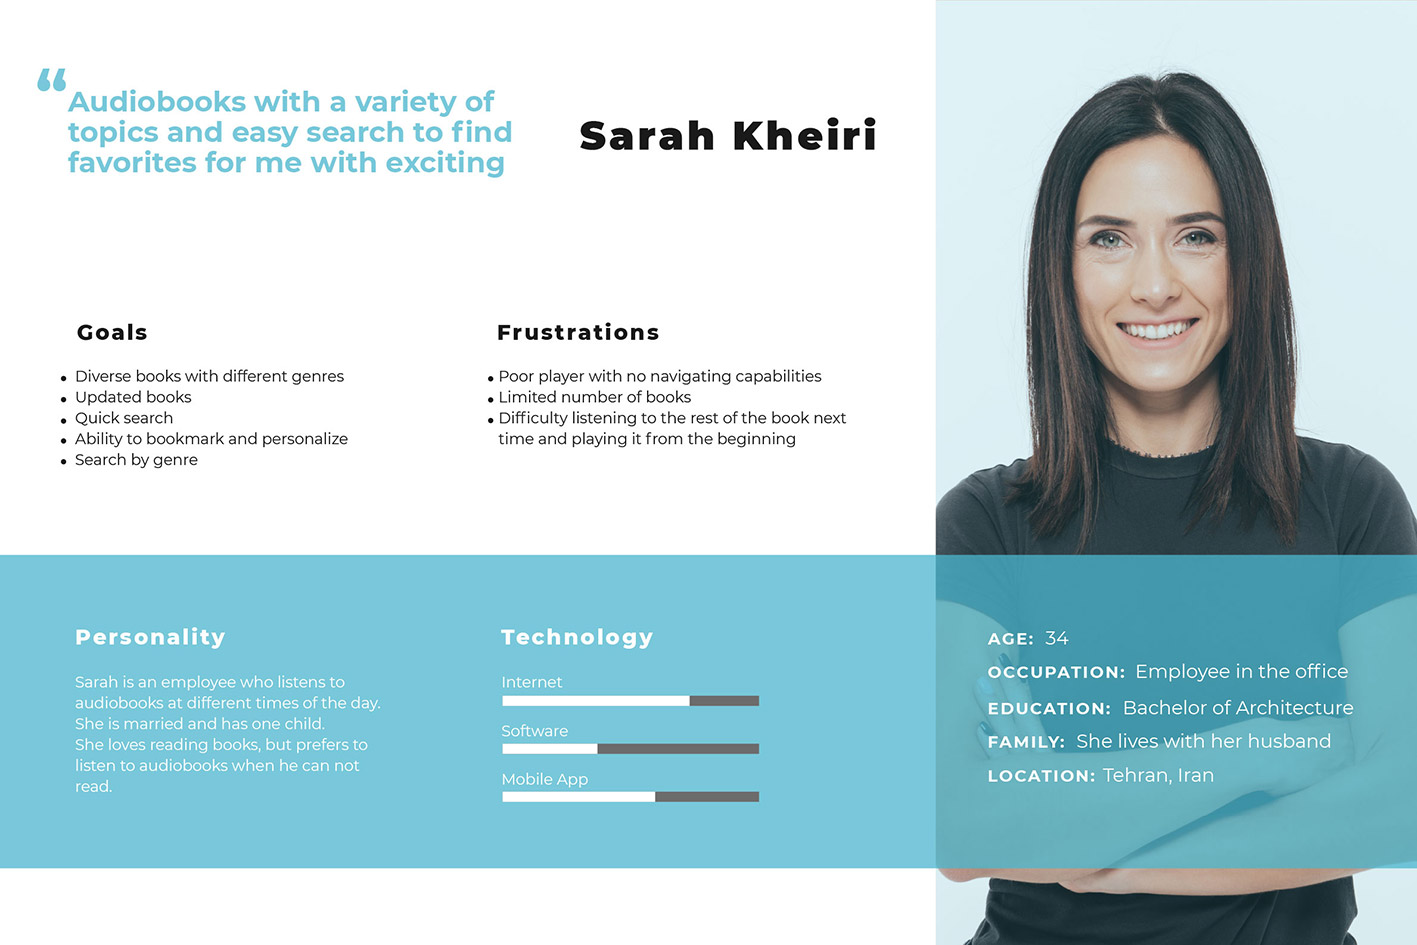 “Audiobooks with a variety of
topics and easy search to find
favorites for me with exciting
Sarah Kheiri
Goals
• Diverse books with different genres
• Updated books
• Quick search
• Ability to bookmark and personalize
• Search by genre
Frustrations
• Poor player with no navigating capabilities
• Limited number of books
• Difficulty listening to the rest of the book next
time and playing it from the beginning
Personality
Sarah is an employee who listens to
audiobooks at different times of the day.
She is married and has one child.
She loves reading books, but prefers to
listen to audiobooks when he can not
read.
Technology
Internet
Software
Mobile App
AGE: 34
OCCUPATION: Employee in the office
EDUCATION: Bachelor of Architecture
FAMILY: She lives with her husband
LOCATION: Tehran, Iran